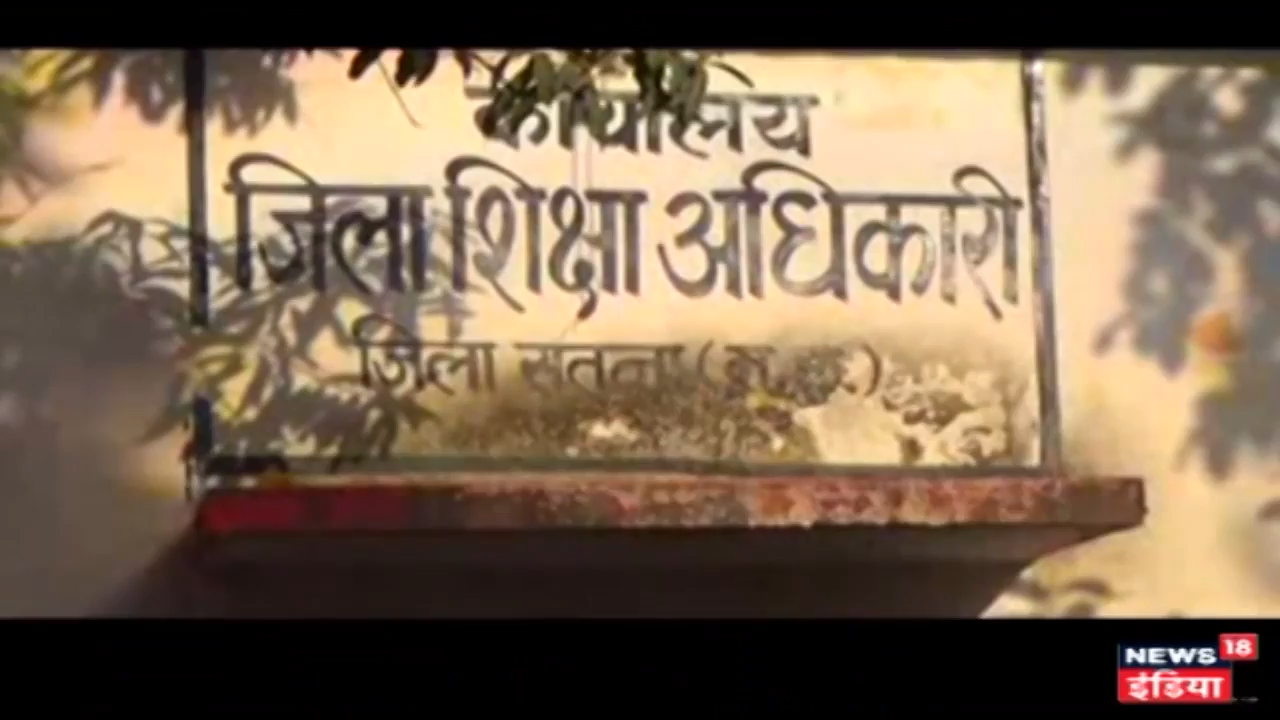 कार्यालय
जिला शिक्षा अधिकारी
जिला सतना (म.प्र.)
NEWS 18
इंडिया